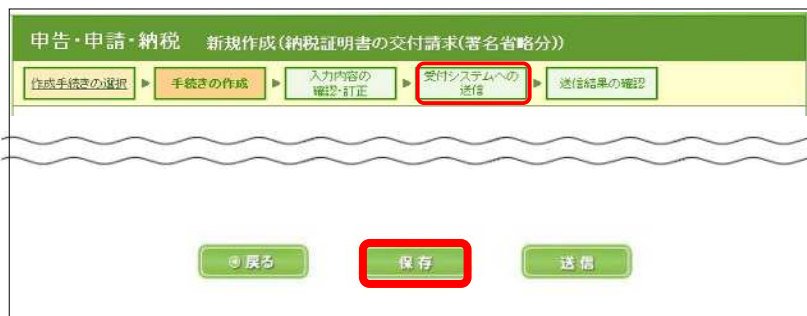 申告・申請・納税 新規作成(納税証明書の交付請求(署名省略分))
作成手続きの選択
手続きの作成
入力内容の
確認・訂正
受付システムへの
送信
送信結果の確認
戻る
保存
送信